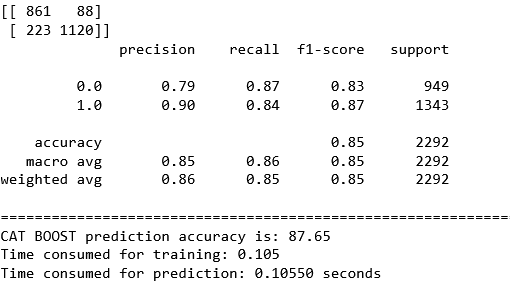 [[ 861 88]
[ 223 1120]]
precision recall f1-score support
0.0 0.79 0.87 0.83 949
1.0 0.90 0.84 0.87 1343
accuracy 0.85 2292
macro avg 0.85 0.86 0.85 2292
weighted avg 0.86 0.85 0.85 2292
=============================================================
CAT BOOST prediction accuracy is: 87.65
Time consumed for training: 0.105
Time consumed for prediction: 0.10550 seconds